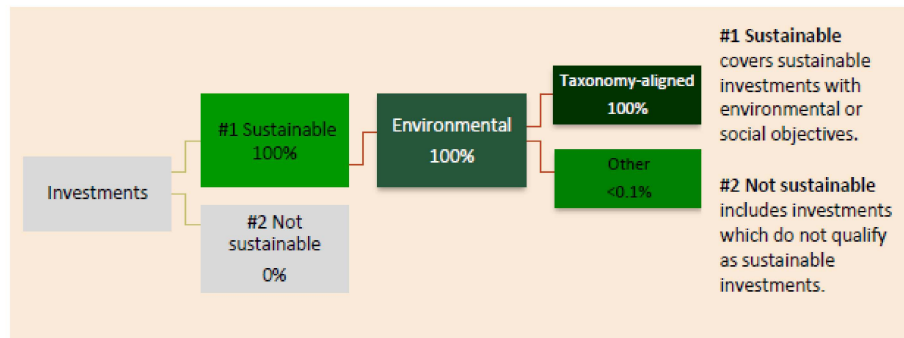 Investments
#1 Sustainable
100%
#2 Not
sustainable
0%
Environmental
100%
Taxonomy-aligned
100%
Other
<0.1%
#1 Sustainable
covers sustainable
investments with
environmental or
social objectives.
#2 Not sustainable
includes investments
which do not qualify
as sustainable
investments.